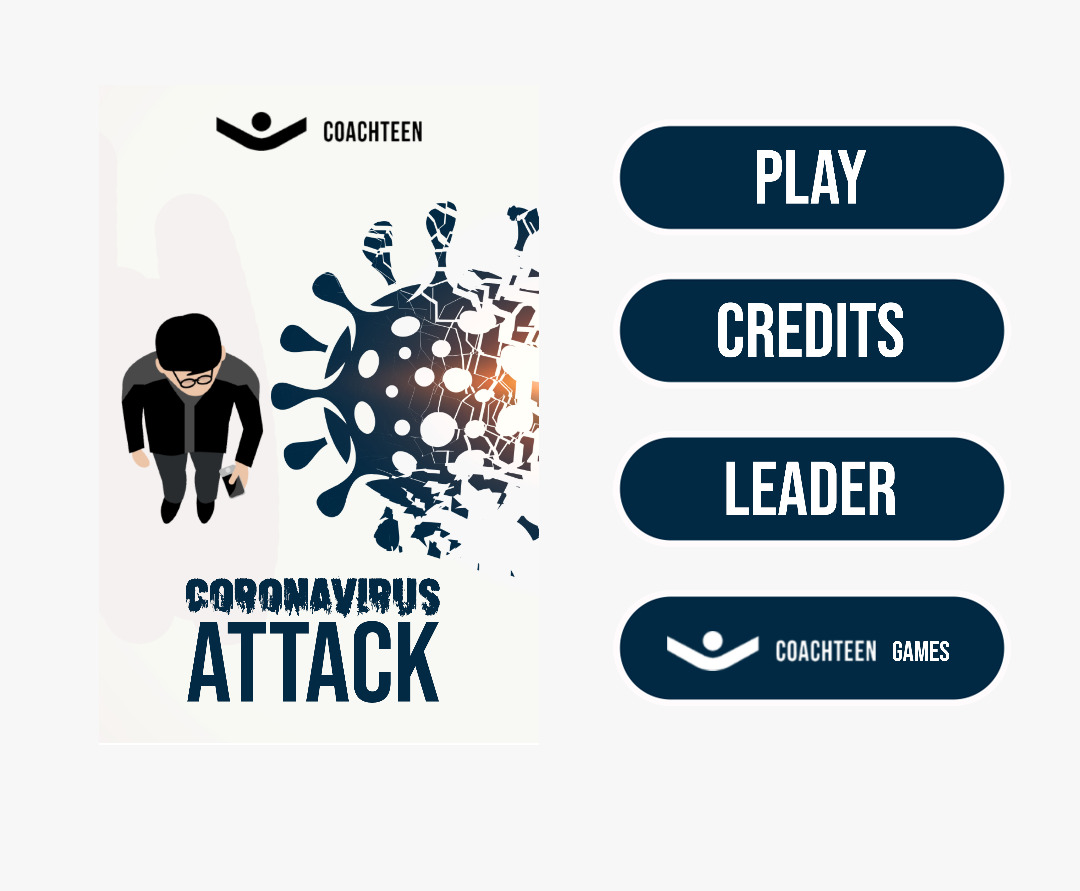 COACHTEEN
CORONAVIRUS
ATTACK
PLAY
CREDITS
LEADER
COACHTEEN GAMES